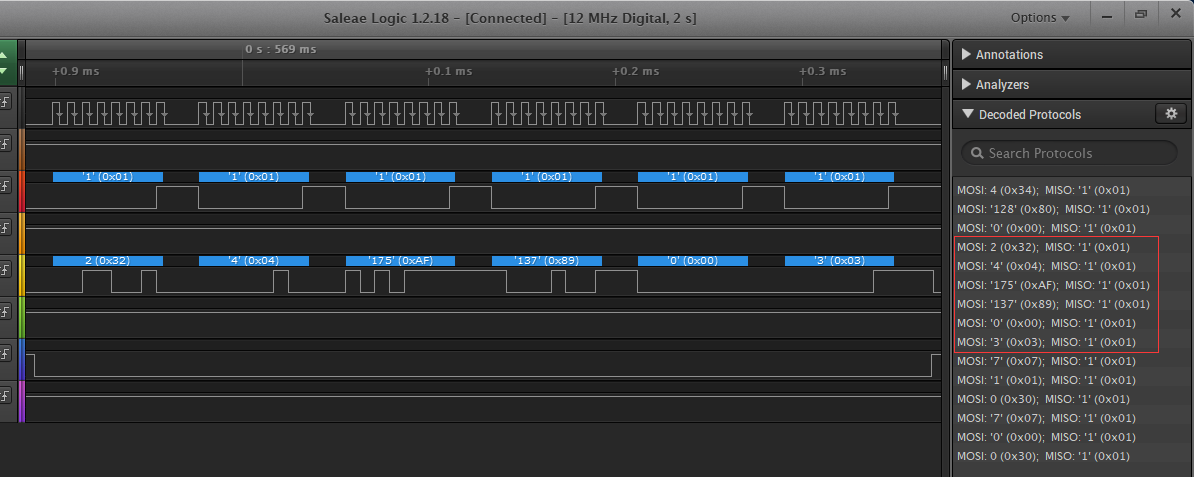 Saleae Logic 1.2.18 - [Connected] - [12 MHz Digital, 2 s]
Options
0 s : 569 ms
+0.9 ms
+0.1 ms
+0.2 ms
+0.3 ms
'1' (0x01)
'1' (0x01)
'1' (0x01)
'1' (0x01)
'1' (0x01)
'1' (0x01)
2 (0x32)
'4' (0x04)
'175' (0xAF)
'137' (0x89)
'0' (0x00)
'3' (0x03)
Annotations
Analyzers
Decoded Protocols
Search Protocols
MOSI: 4 (0x34); MISO: '1' (0x01)
MOSI: '128' (0x80); MISO: '1' (0x01)
MOSI: '0' (0x00); MISO: '1' (0x01)
MOSI: 2 (0x32); MISO: '1' (0x01)
MOSI: '4' (0x04); MISO: '1' (0x01)
MOSI: '175' (0xAF); MISO: '1' (0x01)
MOSI: '137' (0x89); MISO: '1' (0x01)
MOSI: '0' (0x00); MISO: '1' (0x01)
MOSI: '3' (0x03); MISO: '1' (0x01)
MOSI: '7' (0x07); MISO: '1' (0x01)
MOSI: '1' (0x01); MISO: '1' (0x01)
MOSI: 0 (0x30); MISO: '1' (0x01)
MOSI: '7' (0x07); MISO: '1' (0x01)
MOSI: '0' (0x00); MISO: '1' (0x01)
MOSI: 0 (0x30); MISO: '1' (0x01)